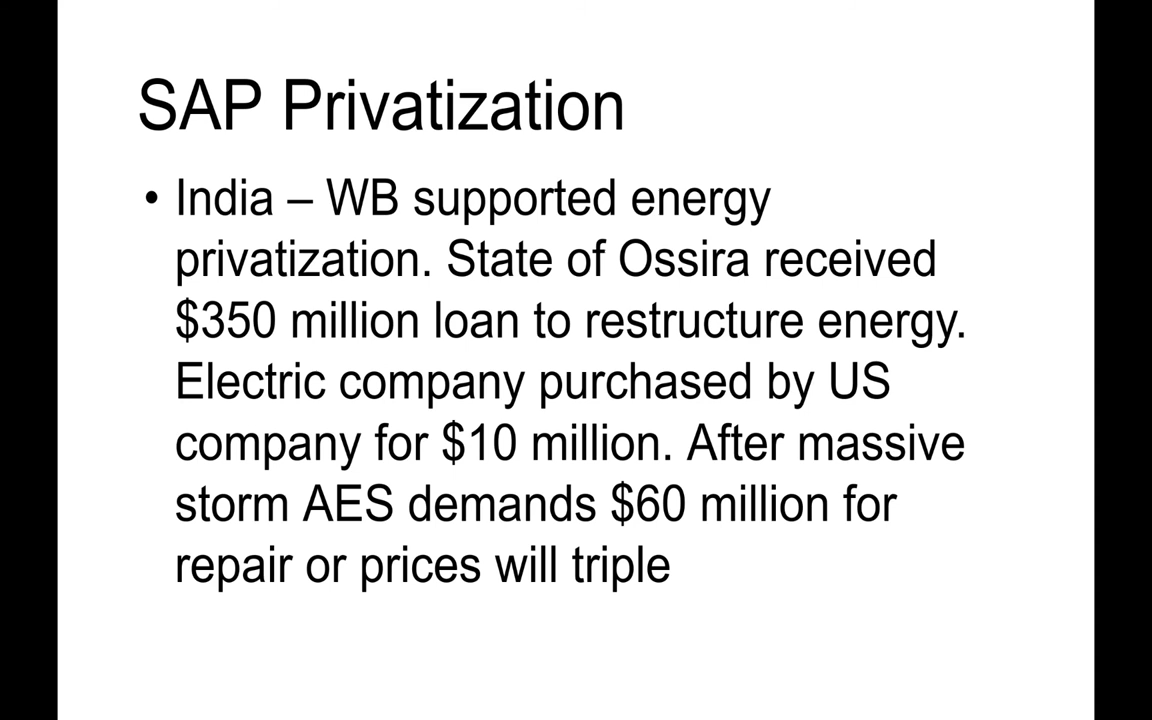 SAP Privatization
• India – WB supported energy
privatization. State of Ossira received
$350 million loan to restructure energy.
Electric company purchased by US
company for $10 million. After massive
storm AES demands $60 million for
repair or prices will triple